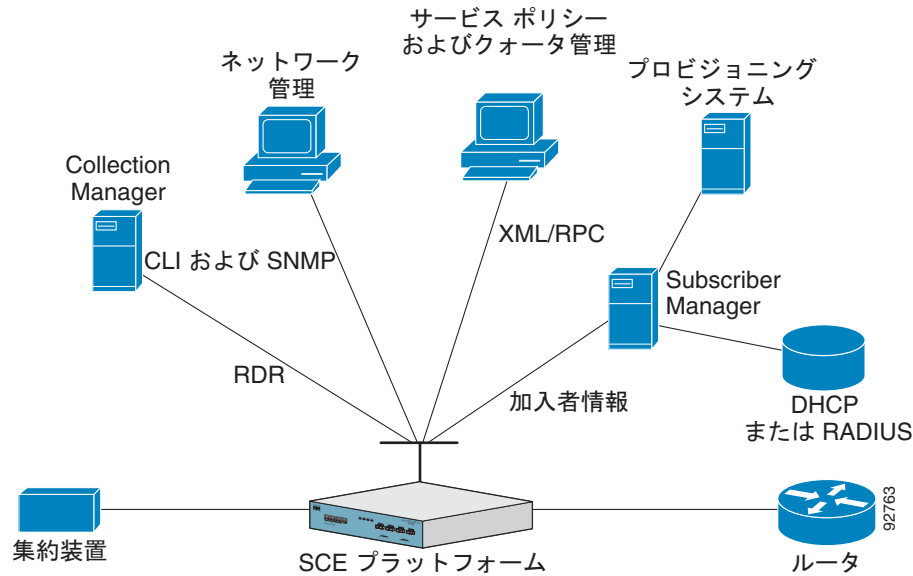 サービス ポリシー
およびクォータ管理
ネットワーク
管理
プロビジョニング
システム
Collection
Manager
CLI および SNMP
XML/RPC
Subscriber
Manager
RDR
加入者情報
DHCP
または RADIUS
集約装置
SCE プラットフォーム
ルータ
92763